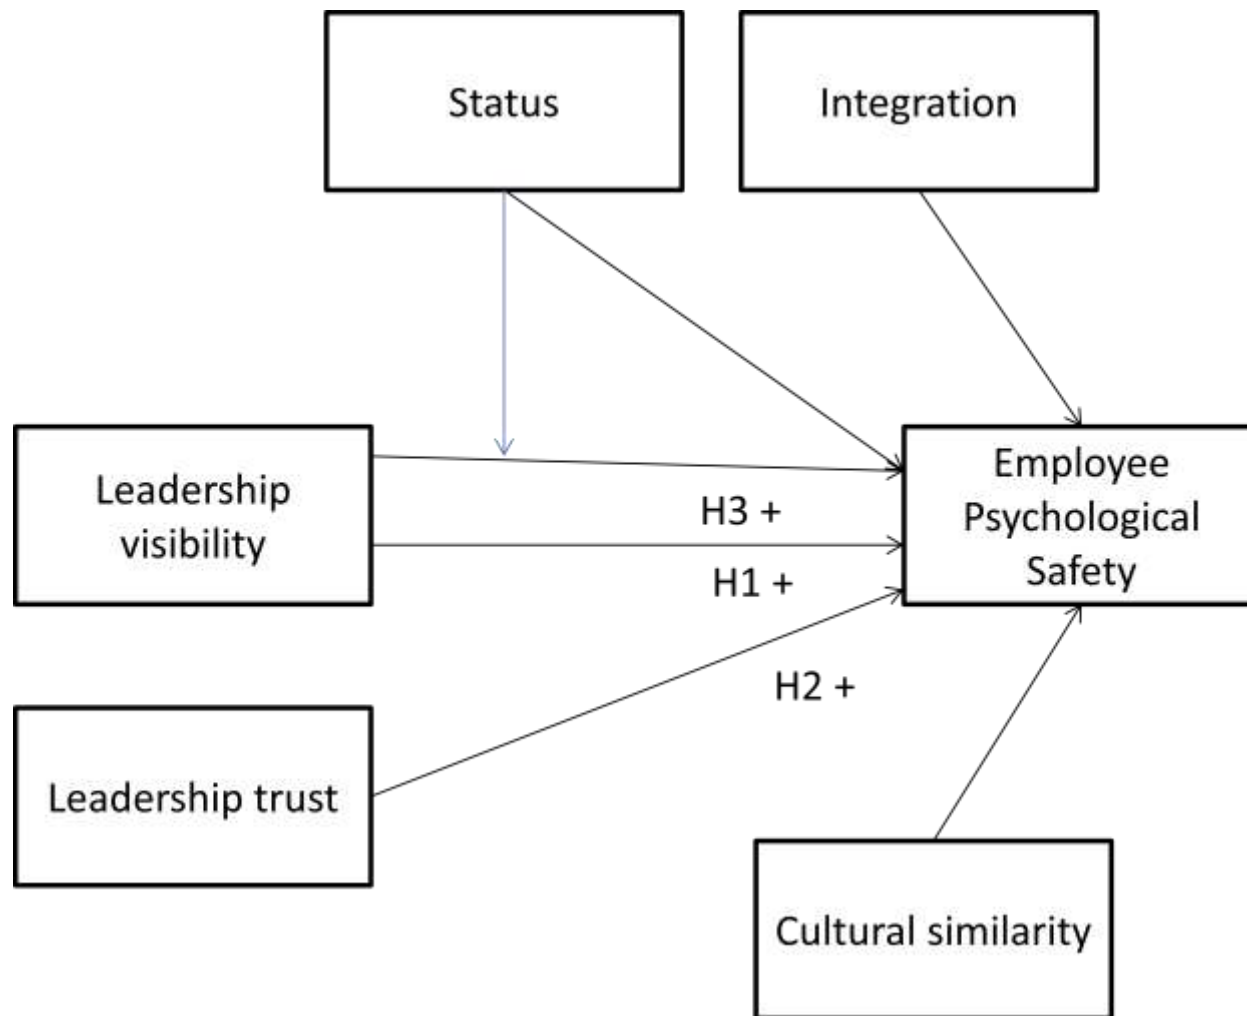 Status
Integration
Leadership
visibility
Employee
Psychological
Safety
H3 +
H1 +
H2 +
Leadership trust
Cultural similarity